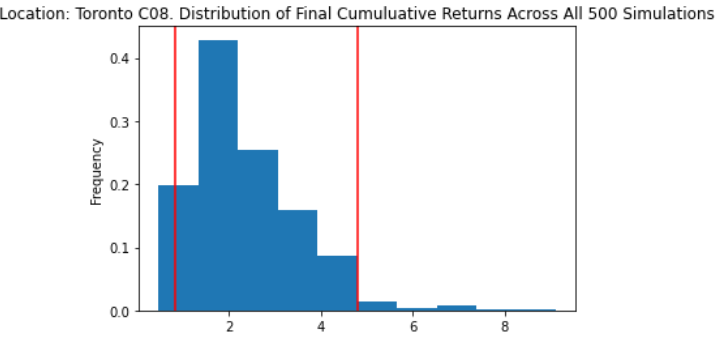 Location: Toronto C08. Distribution of Final Cumuluative Returns Across All 500 Simulations
0.4
0.3
0.2
0.1
0.0
Frequency
2 4 6 8